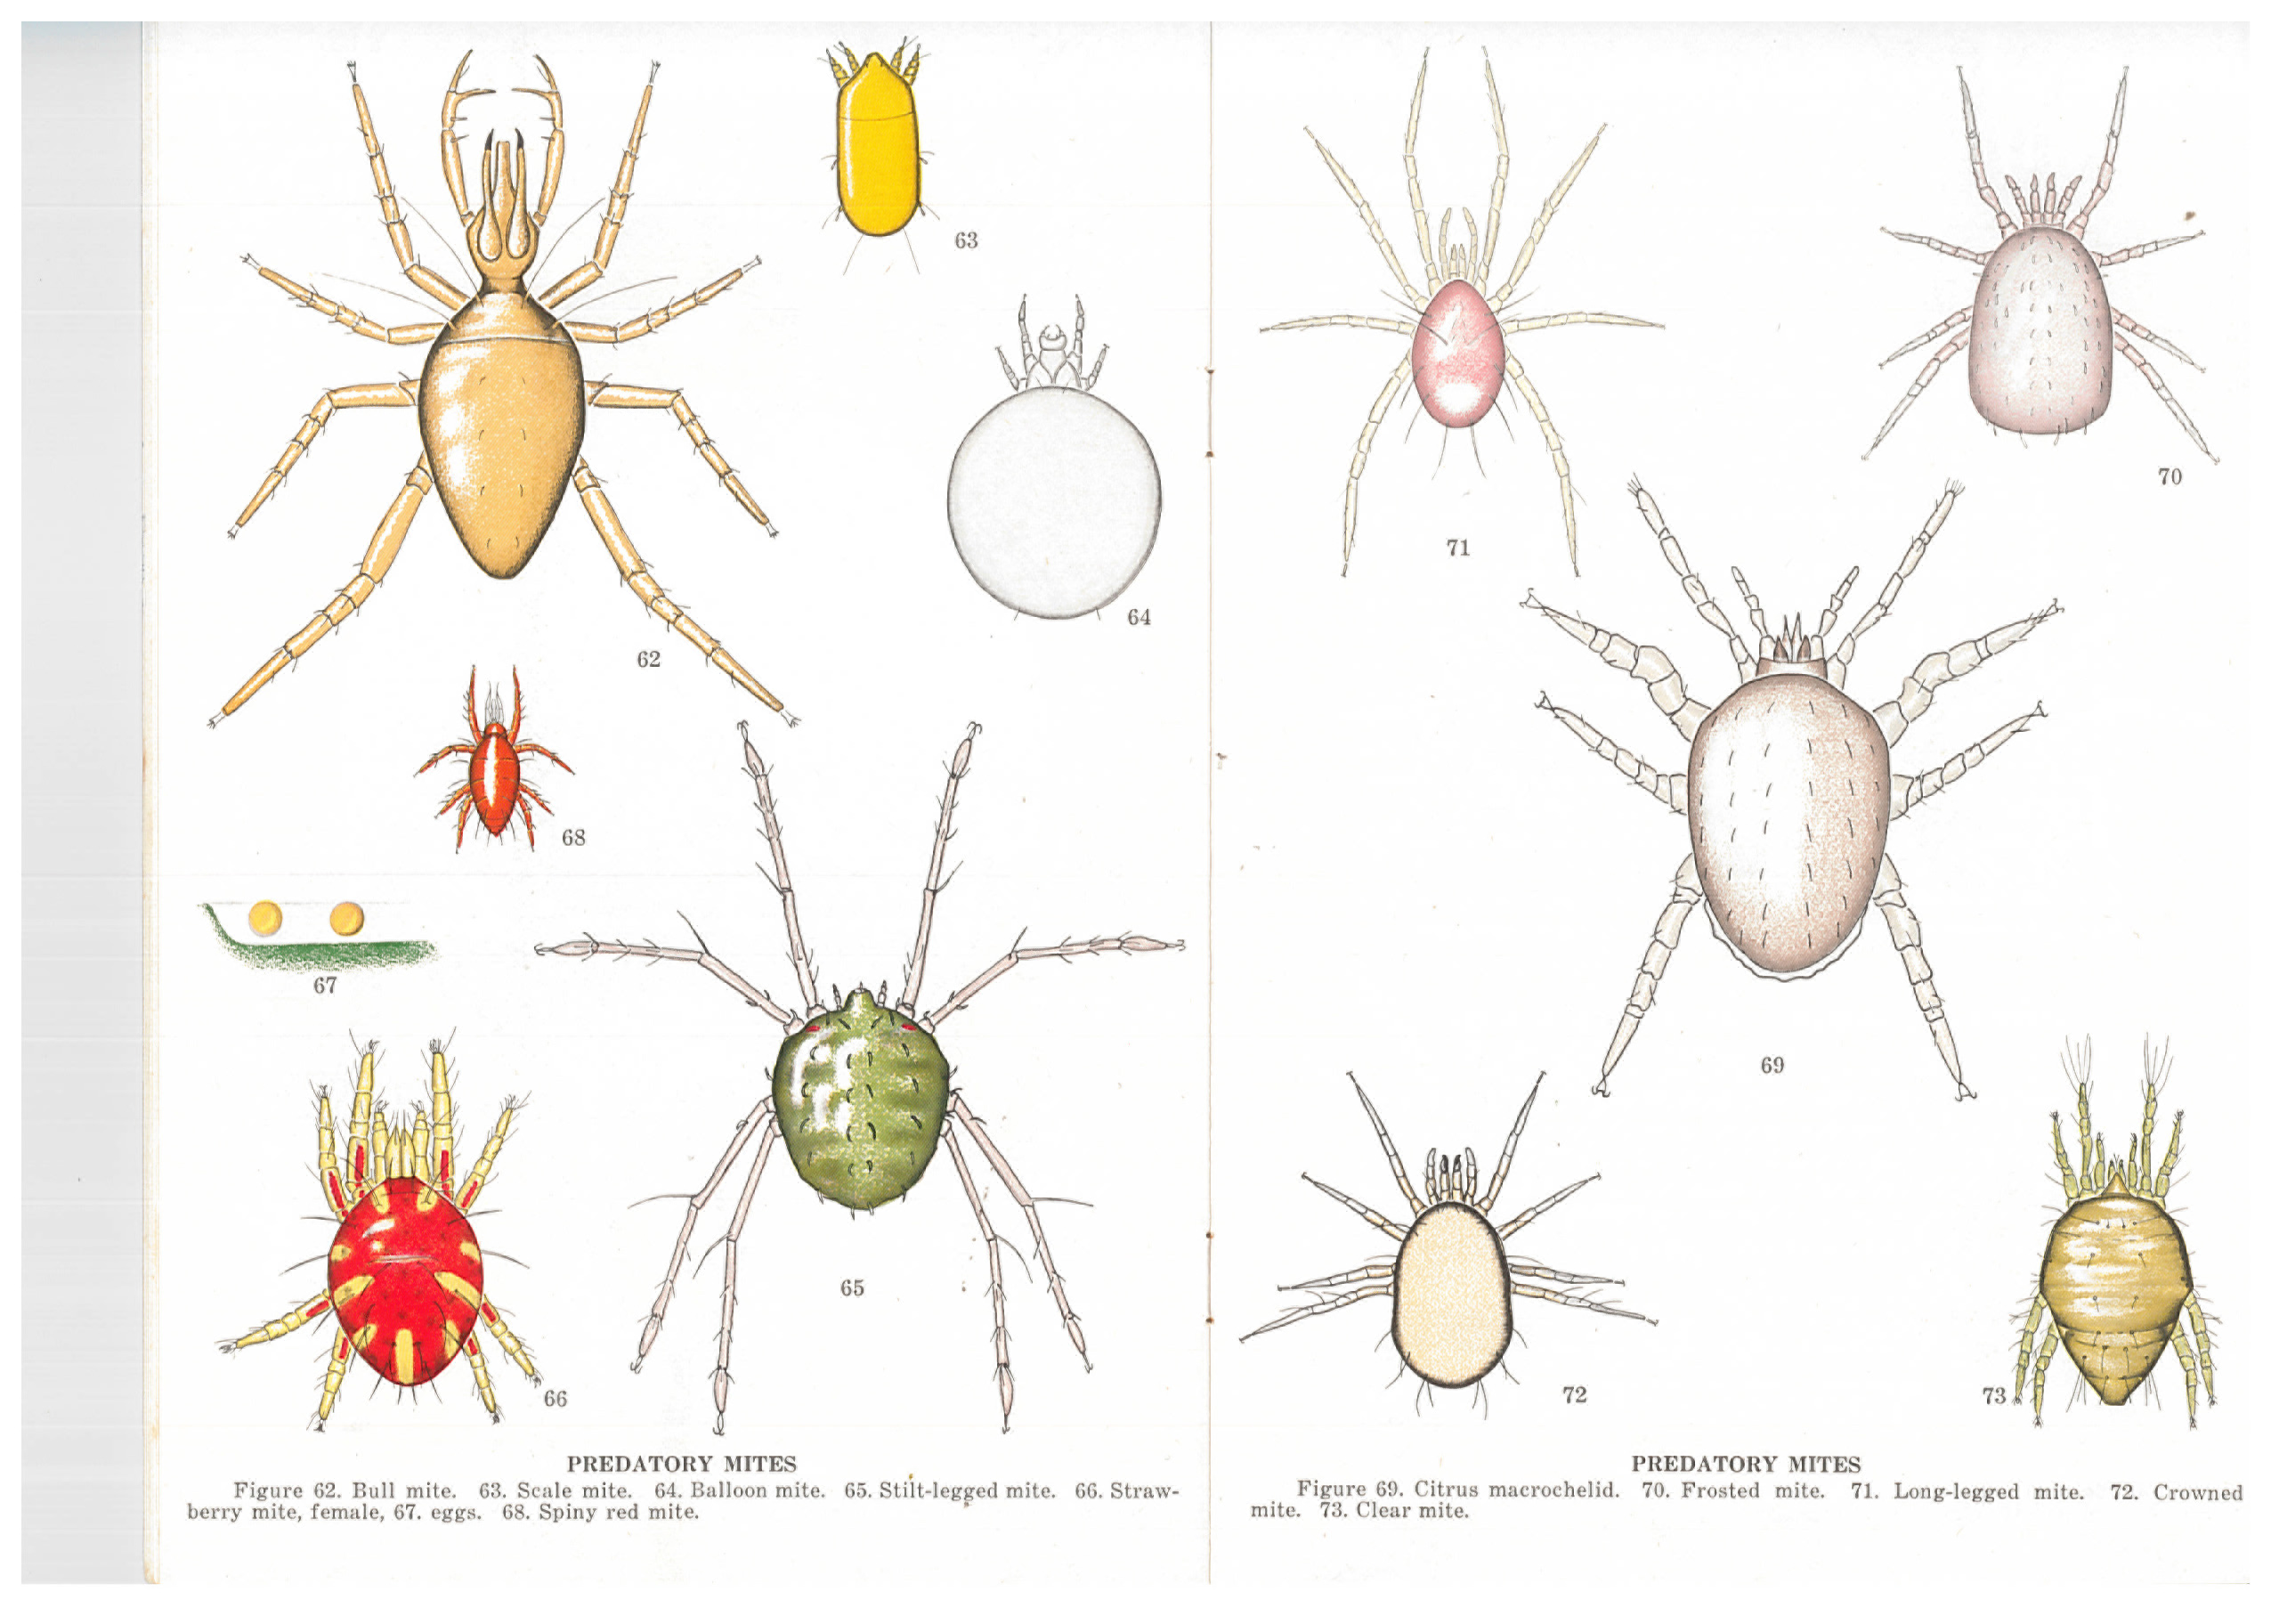 63
64
62
68
67
65
66
PREDATORY MITES
Figure 62. Bull mite. 63. Scale mite. 64. Balloon mite. 65. Stilt-legged mite. 66. Straw-
berry mite, female, 67. eggs. 68. Spiny red mite.
70
71
69
72
73
PREDATORY MITES
Figure 69. Citrus macrochelid. 70. Frosted mite. 71. Long-legged mite. 72. Crowned
mite. 73. Clear mite.